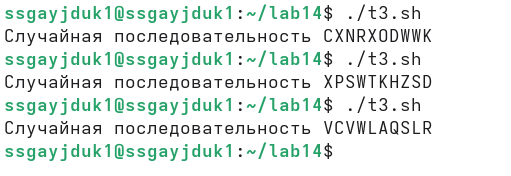 ssgayjduk1@ssgayjduk1:~/lab14$ ./t3.sh
Случайная последовательность CXNRXODWWK
ssgayjduk1@ssgayjduk1:~/lab14$ ./t3.sh
Случайная последовательность XPSWTKHZSD
ssgayjduk1@ssgayjduk1:~/lab14$ ./t3.sh
Случайная последовательность VCVWLAQSLR
ssgayjduk1@ssgayjduk1:~/lab14$